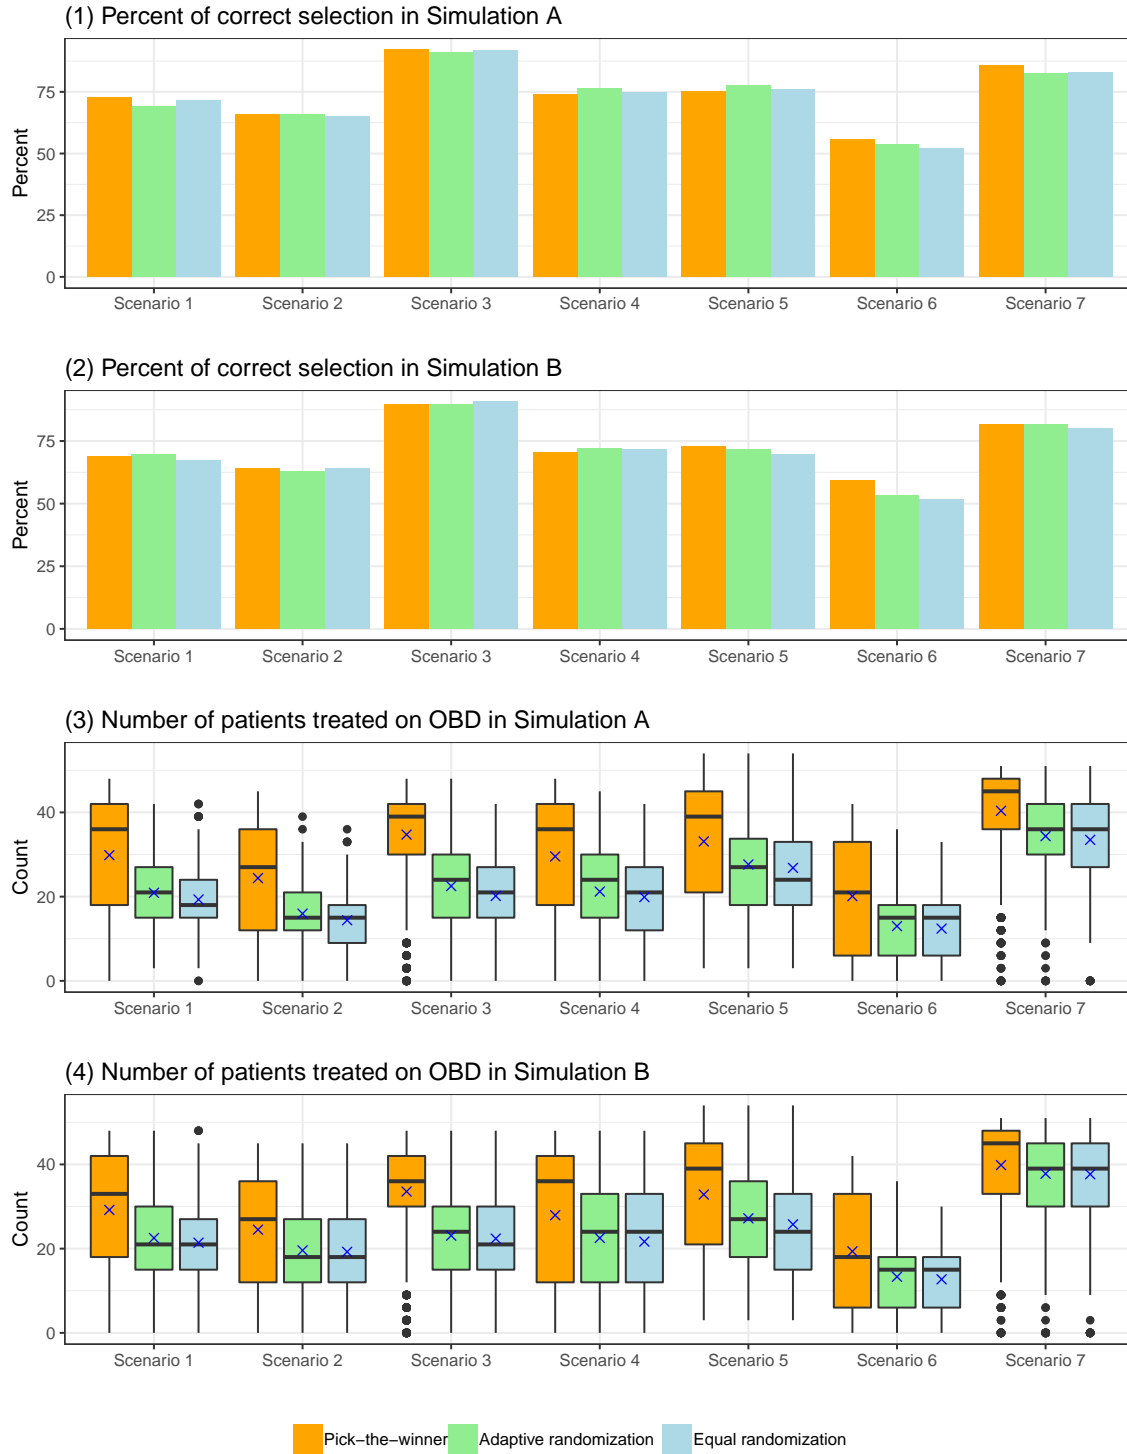 (1) Percent of correct selection in Simulation A
Percent
75
50
25
0
Scenario 1 Scenario 2 Scenario 3 Scenario 4 Scenario 5 Scenario 6 Scenario 7
(2) Percent of correct selection in Simulation B
Percent
75
50
25
0
Scenario 1 Scenario 2 Scenario 3 Scenario 4 Scenario 5 Scenario 6 Scenario 7
(3) Number of patients treated on OBD in Simulation A
Count
40
20
0
Scenario 1 Scenario 2 Scenario 3 Scenario 4 Scenario 5 Scenario 6 Scenario 7
(4) Number of patients treated on OBD in Simulation B
Count
40
20
0
Scenario 1 Scenario 2 Scenario 3 Scenario 4 Scenario 5 Scenario 6 Scenario 7
Pick−the−winner Adaptive randomization Equal randomization